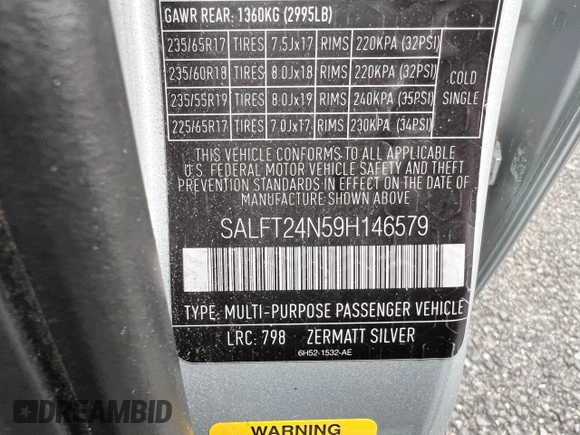 GAWR REAR: 1360KG (2995LB)
235/65R17 TIRES 7.5Jx17 RIMS 220KPA (32PSI)
235/60R18 TIRES 8.0Jx18 RIMS 220KPA (32PSI)
235/55R19 TIRES 8.0Jx19 RIMS 240KPA (35PSI)
225/65R17 TIRES 7.0Jx17 RIMS 230KPA (34PSI)
COLD
SINGLE
THIS VEHICLE CONFORMS TO ALL APPLICABLE
U.S. FEDERAL MOTOR VEHICLE SAFETY AND THEFT
PREVENTION STANDARDS IN EFFECT ON THE DATE OF
MANUFACTURE SHOWN ABOVE
SALFT24N59H146579
TYPE: MULTI-PURPOSE PASSENGER VEHICLE
LRC: 798 ZERMATT SILVER
6H52-1532-AE
WARNING
DREAMBID